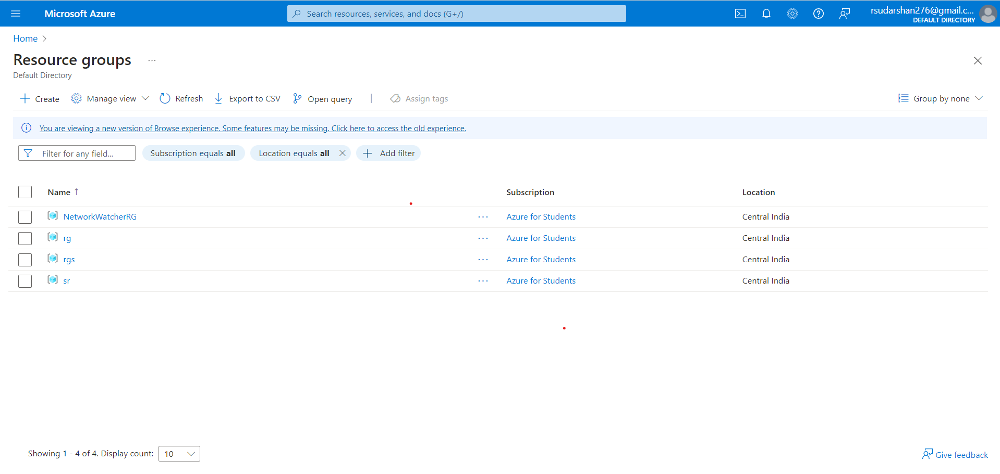 Microsoft Azure
Search resources, services, and docs (G+/)
rsudarshan276@gmail.c...
DEFAULT DIRECTORY
Home
Resource groups ...
Default Directory
Create Manage view Refresh Export to CSV Open query Assign tags Group by none
You are viewing a new version of Browse experience. Some features may be missing. Click here to access the old experience.
Filter for any field... Subscription equals all Location equals all Add filter
Name ↑ Subscription Location
NetworkWatcherRG ... Azure for Students Central India
rg ... Azure for Students Central India
rgs ... Azure for Students Central India
sr ... Azure for Students Central India
Showing 1 - 4 of 4. Display count: 10
Give feedback